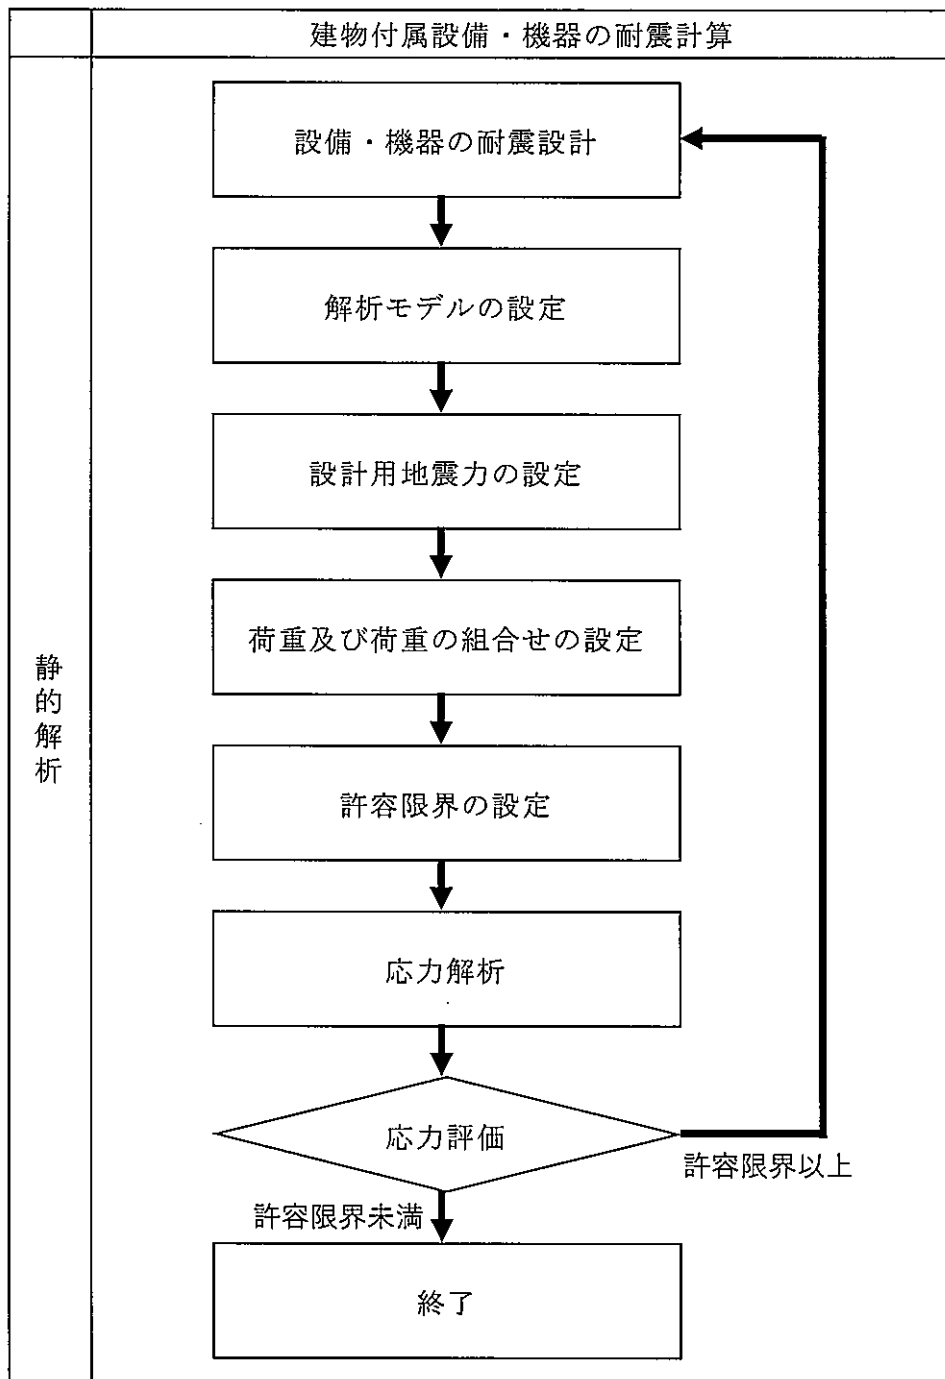 建物付属設備・機器の耐震計算
静的解析
設備・機器の耐震設計
解析モデルの設定
設計用地震力の設定
荷重及び荷重の組合せの設定
許容限界の設定
応力解析
応力評価
許容限界以上
許容限界未満
終了